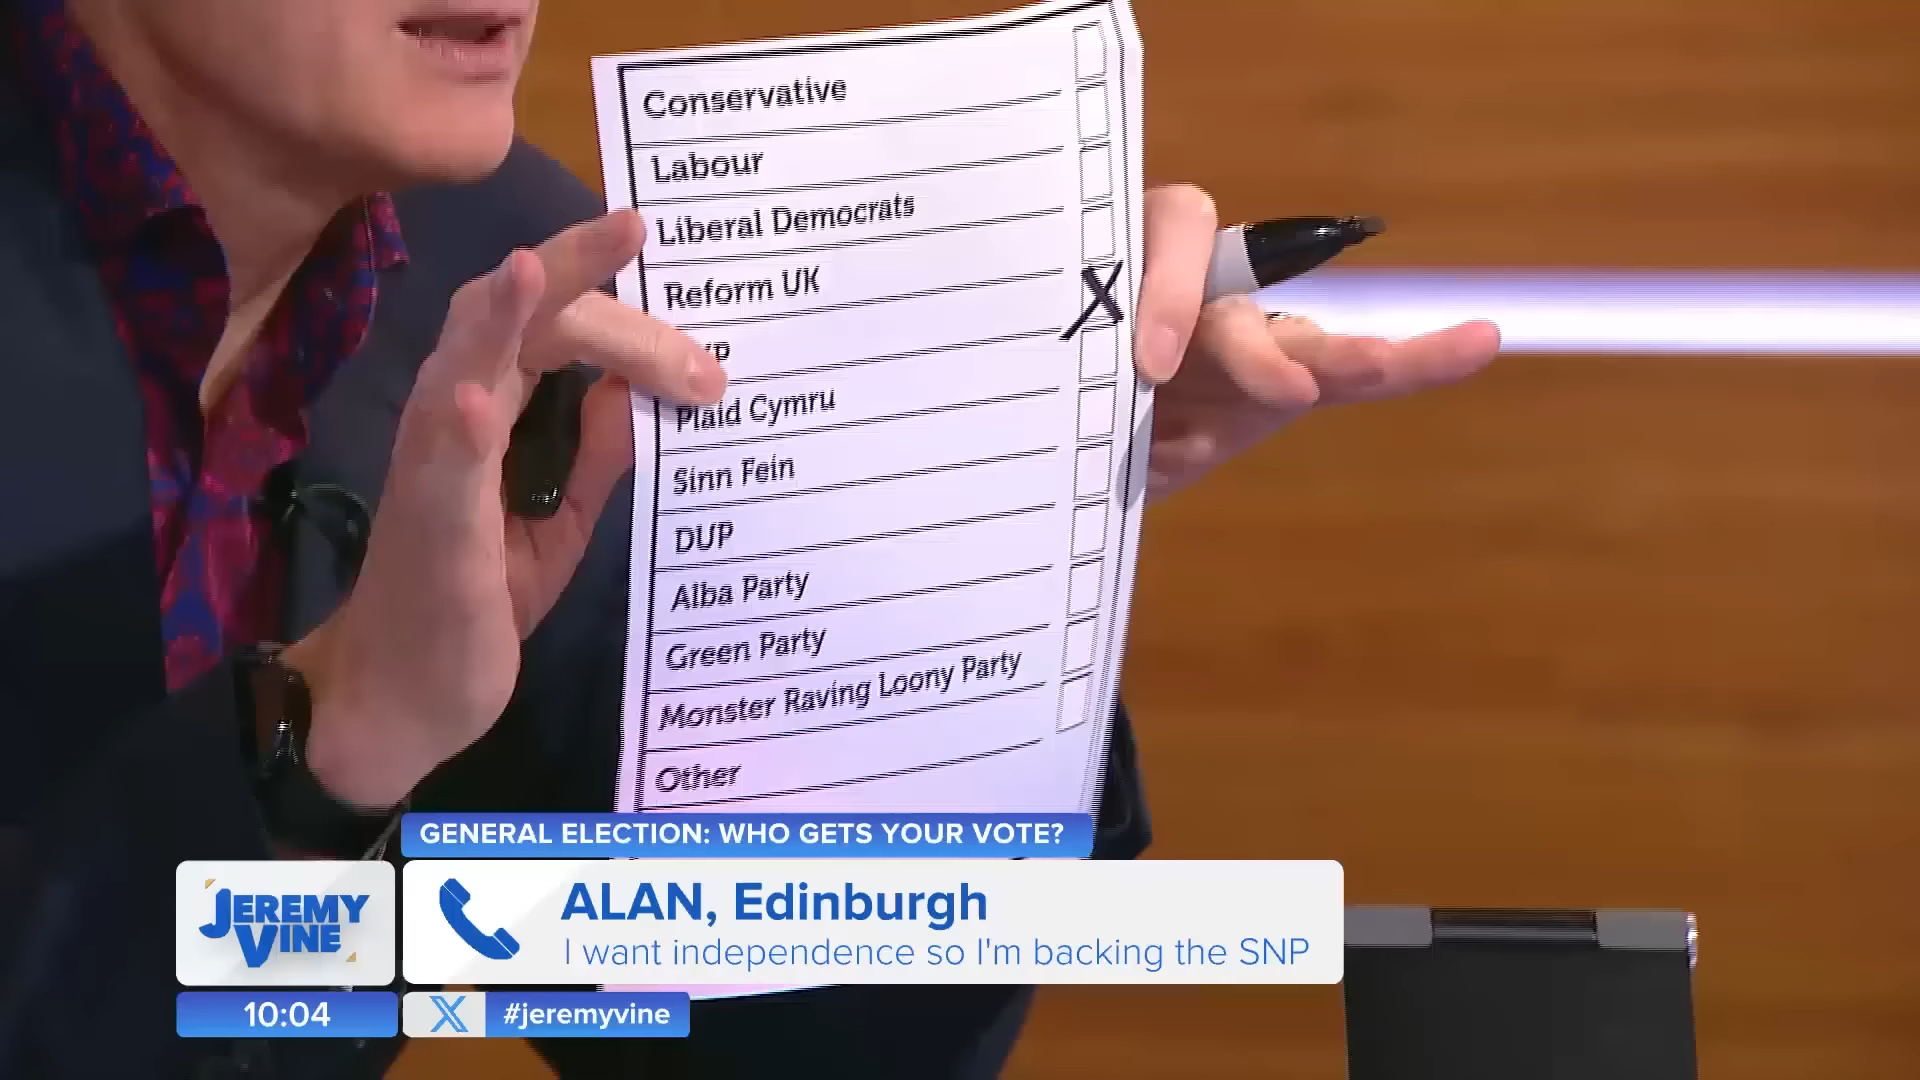 Conservative
Labour
Liberal Democrats
Reform UK
X
Plaid Cymru
Sinn Fein
DUP
Alba Party
Green Party
Monster Raving Loony Party
Other
GENERAL ELECTION: WHO GETS YOUR VOTE?
JEREMY
VINE
ALAN, Edinburgh
I want independence so I'm backing the SNP
10:04
X #jeremyvine